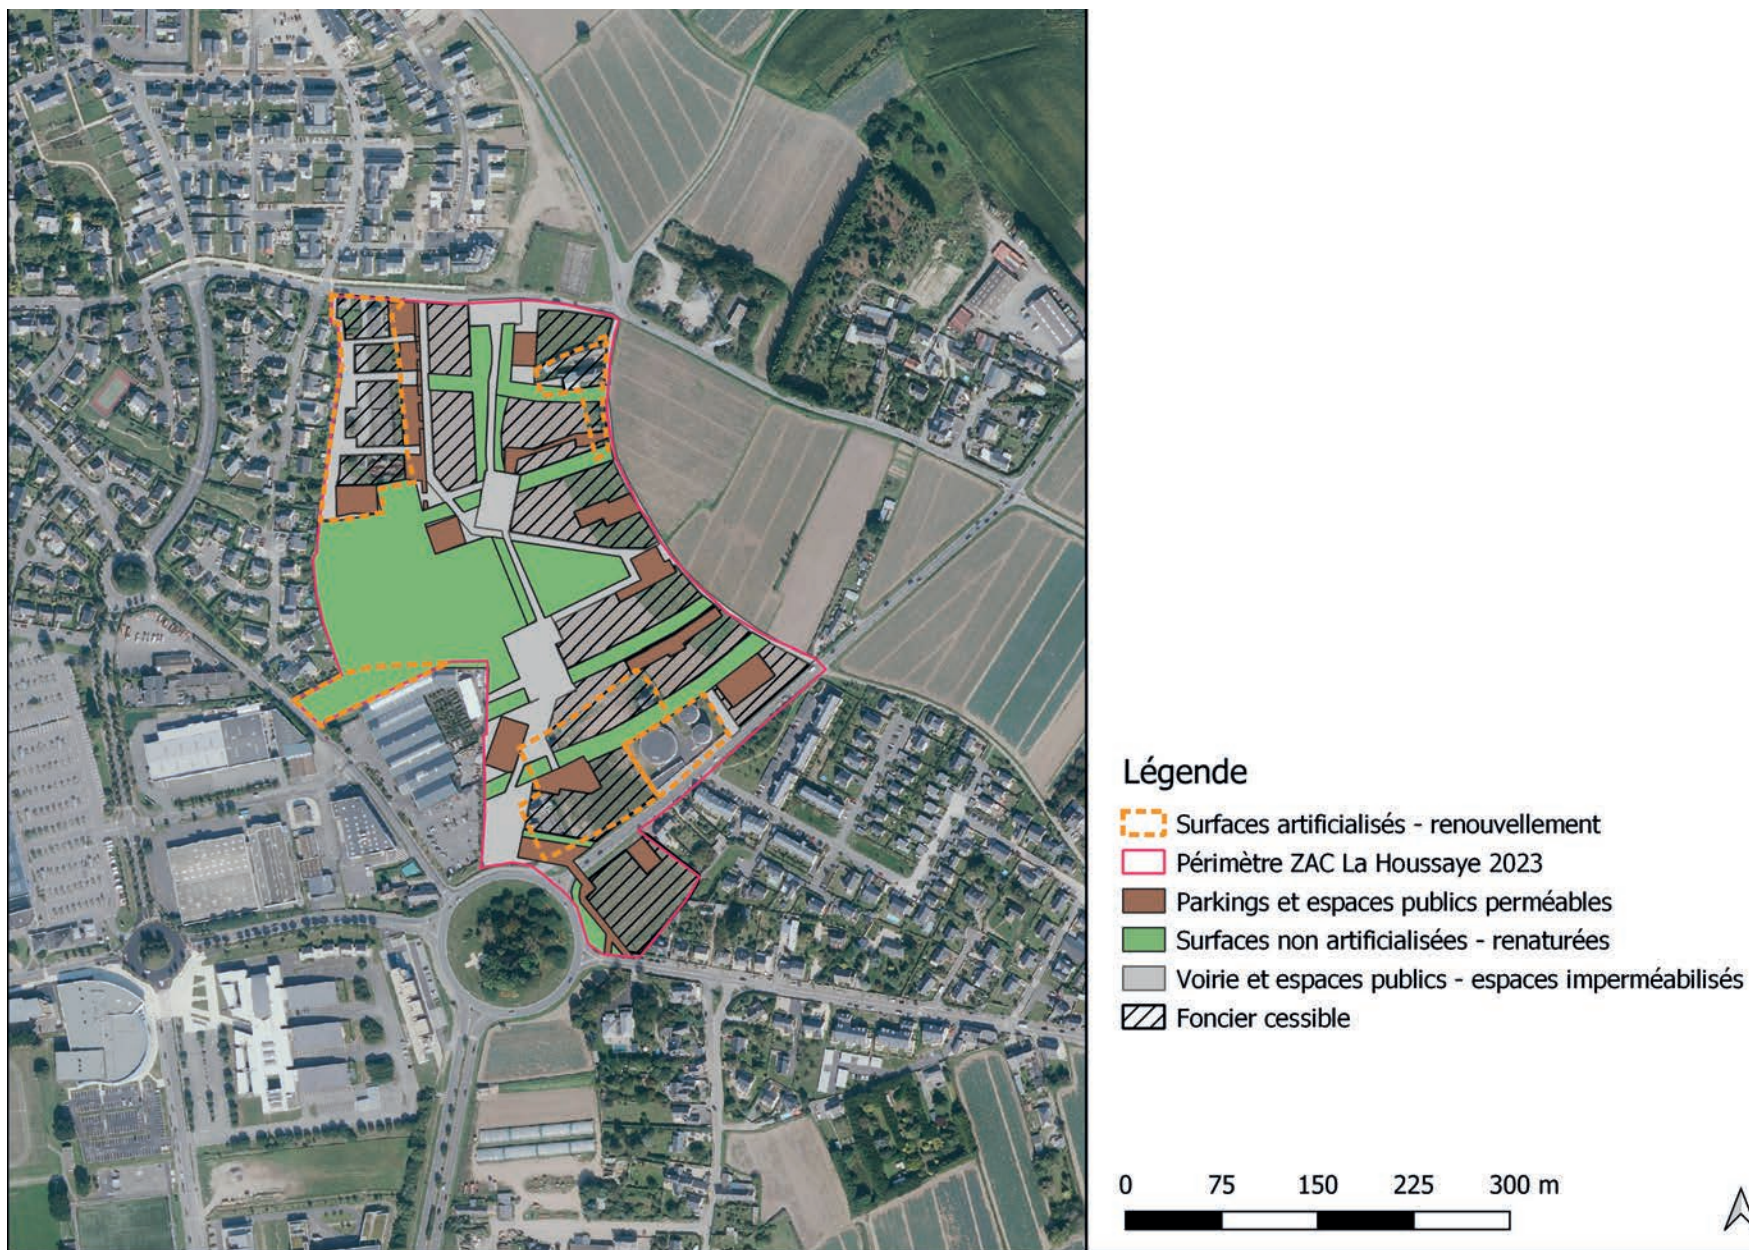 Légende
Surfaces artificialisés - renouvellement
Périmètre ZAC La Houssaye 2023
Parkings et espaces publics perméables
Surfaces non artificialisées - renaturées
Voirie et espaces publics - espaces imperméabilisés
Foncier cessible
0 75 150 225 300 m